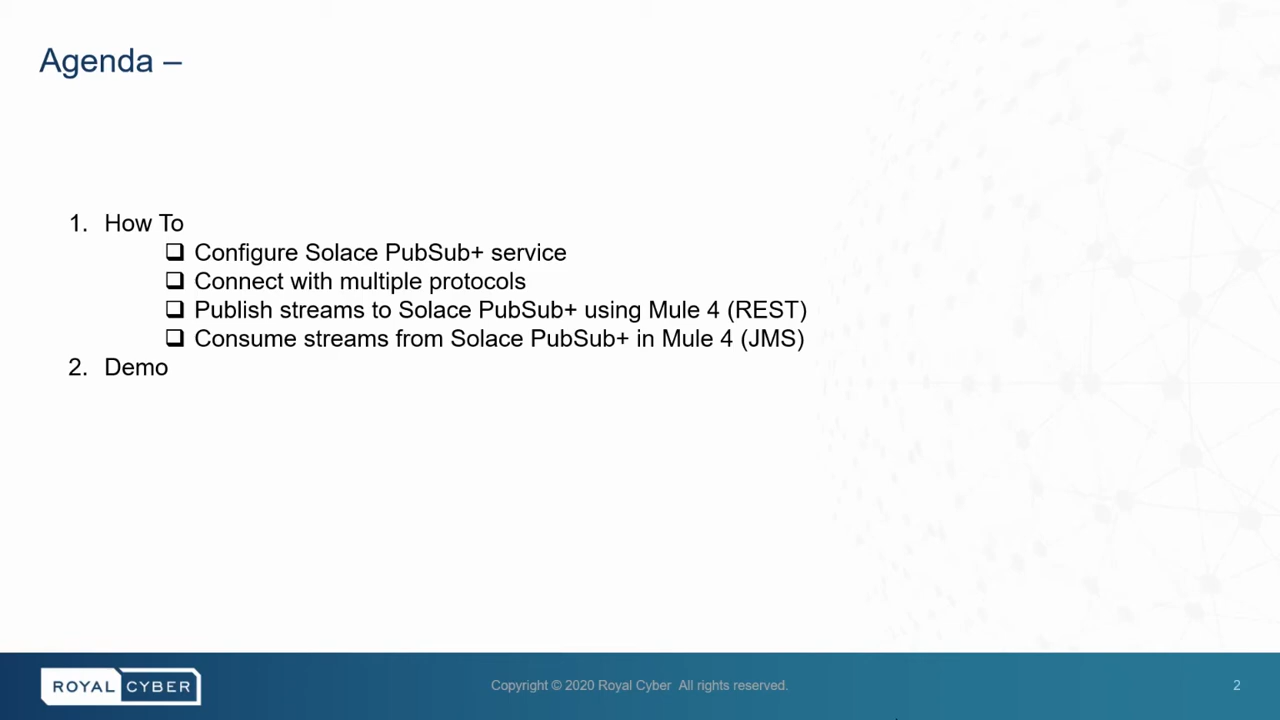 Agenda –
1. How To
❑ Configure Solace PubSub+ service
❑ Connect with multiple protocols
❑ Publish streams to Solace PubSub+ using Mule 4 (REST)
❑ Consume streams from Solace PubSub+ in Mule 4 (JMS)
2. Demo
ROYAL CYBER
Copyright © 2020 Royal Cyber All rights reserved.
2